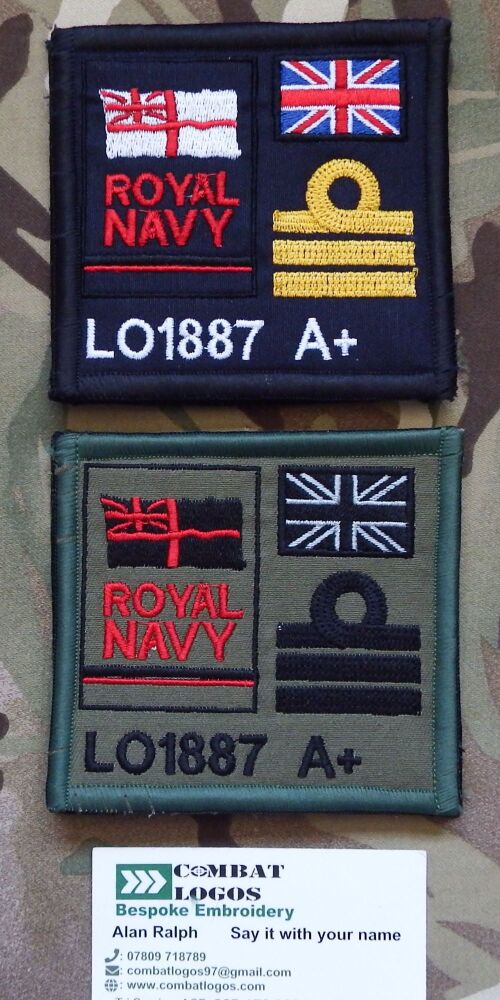 ROYAL
NAVY
LO1887 A+
ROYAL
NAVY
LO1887 A+
COMBAT
LOGOS
Bespoke Embroidery
Alan Ralph Say it with your name
: 07809 718789
: combatlogos97@gmail.com
: www.combatlogos.com